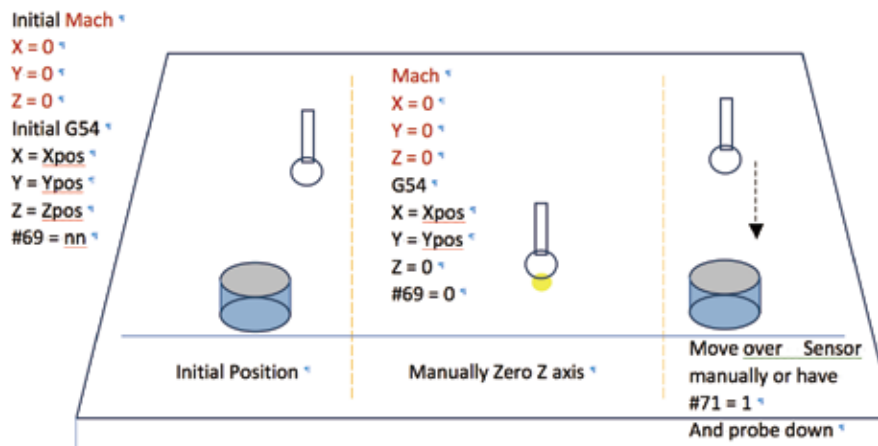 Initial Mach
X = 0
Y = 0
Z = 0
Initial G54
X = Xpos
Y = Ypos
Z = Zpos
#69 = nn
Mach
X = 0
Y = 0
Z = 0
G54
X = Xpos
Y = Ypos
Z = 0
#69 = 0
Initial Position
Manually Zero Z axis
Move over Sensor
manually or have
#71 = 1
And probe down